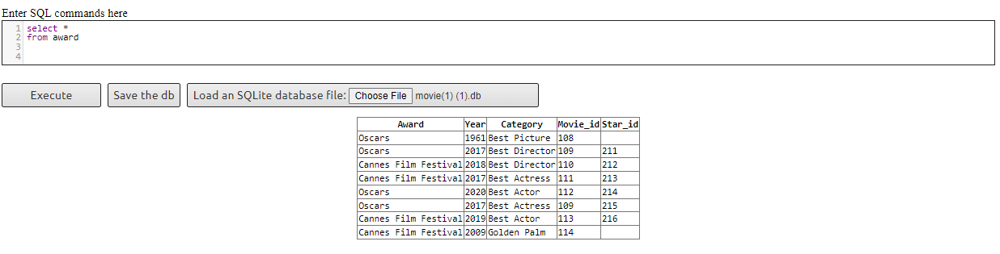 Enter SQL commands here
1 select *
2 from award
3
4
Execute Save the db Load an SQLite database file: Choose File movie(1) (1).db
Award Year Category Movie_id Star_id
Oscars 1961 Best Picture 108
Oscars 2017 Best Director 109 211
Cannes Film Festival 2018 Best Director 110 212
Cannes Film Festival 2017 Best Actress 111 213
Oscars 2020 Best Actor 112 214
Oscars 2017 Best Actress 109 215
Cannes Film Festival 2019 Best Actor 113 216
Cannes Film Festival 2009 Golden Palm 114